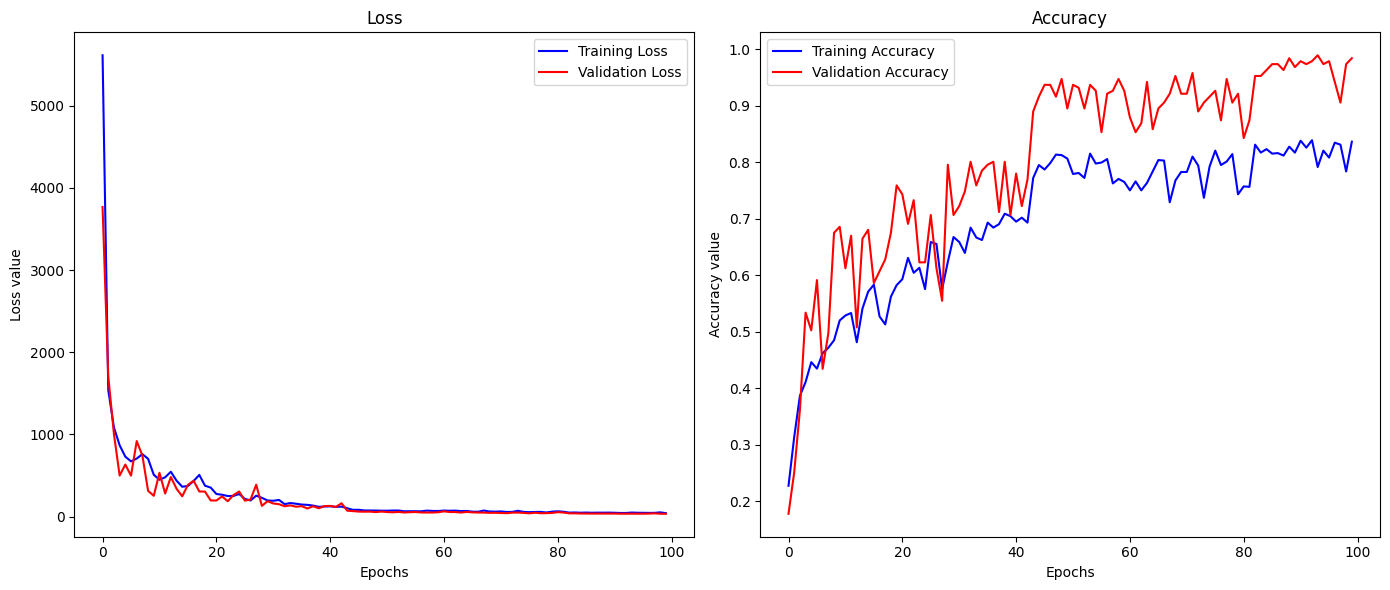 Loss
Training Loss
Validation Loss
5000
4000
3000
2000
1000
0
Loss value
0
20
40
60
80
100
Epochs
Accuracy
Training Accuracy
Validation Accuracy
1.0
0.9
0.8
0.7
0.6
0.5
0.4
0.3
0.2
Accuracy value
0
20
40
60
80
100
Epochs